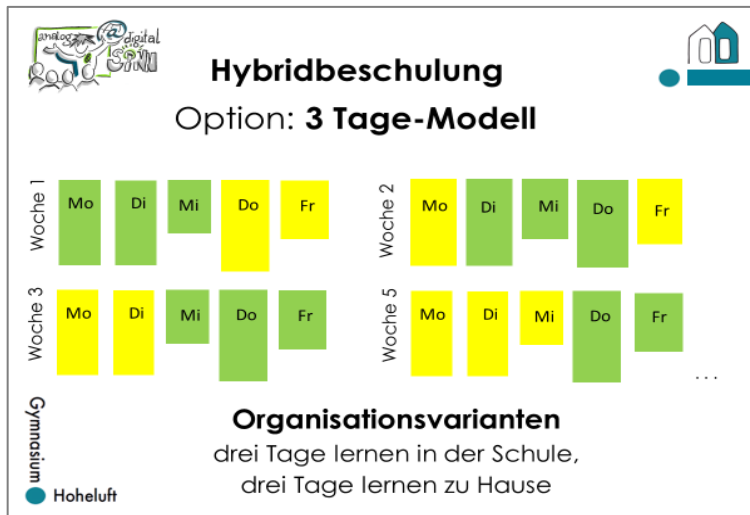 analog @ digital
SINN
Hybridbeschulung
Option: 3 Tage-Modell
Woche 1
Mo Di Mi Do Fr
Woche 2
Mo Di Mi Do Fr
Woche 3
Mo Di Mi Do Fr
Woche 5
Mo Di Mi Do Fr
...
Organisationsvarianten
drei Tage lernen in der Schule,
drei Tage lernen zu Hause
Gymnasium
Hoheluft